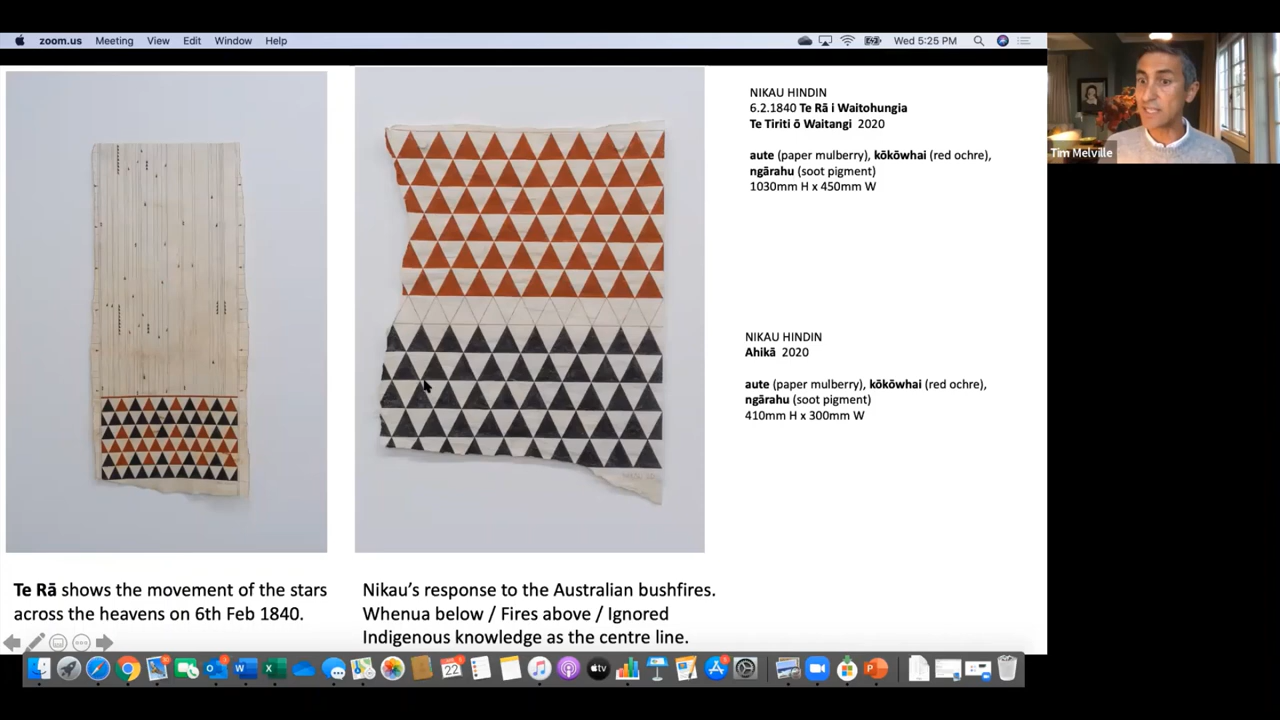 zoom.us Meeting View Edit Window Help Wed 5:25 PM
NIKAU HINDIN
6.2.1840 Te Rā i Waitohungia
Te Tiriti ō Waitangi 2020
aute (paper mulberry), kōkōwhai (red ochre),
ngārahu (soot pigment)
1030mm H x 450mm W
Tim Melville
NIKAU HINDIN
Ahikā 2020
aute (paper mulberry), kōkōwhai (red ochre),
ngārahu (soot pigment)
410mm H x 300mm W
Te Rā shows the movement of the stars
across the heavens on 6th Feb 1840.
Nikau’s response to the Australian bushfires.
Whenua below / Fires above / Ignored
Indigenous knowledge as the centre line.
22
tv